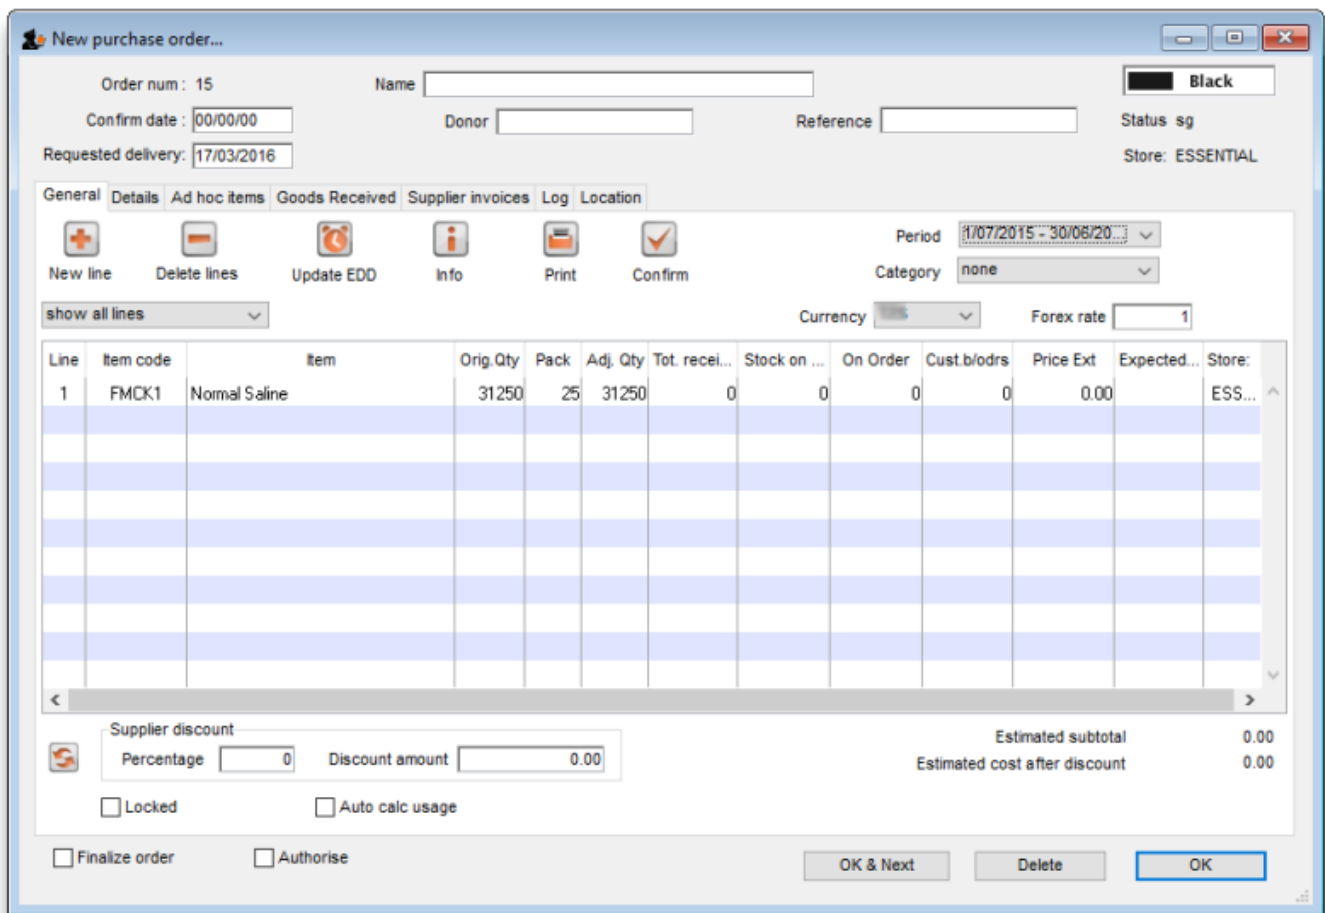 New purchase order...
Order num : 15
Name
Black
Confirm date : 00/00/00
Donor
Reference
Status sg
Requested delivery: 17/03/2016
Store: ESSENTIAL
General Details Ad hoc items Goods Received Supplier invoices Log Location
New line Delete lines Update EDD Info Print Confirm
Period 1/07/2015 - 30/06/20...
Category none
show all lines
Currency
Forex rate 1
Line Item code Item Orig.Qty Pack Adj. Qty Tot. recei... Stock on ... On Order Cust.b/odrs Price Ext Expected... Store:
1 FMCK1 Normal Saline 31250 25 31250 0 0 0 0 0.00 ESS...
Supplier discount
Percentage 0 Discount amount 0.00
Estimated subtotal 0.00
Estimated cost after discount 0.00
Locked Auto calc usage
Finalize order Authorise
OK & Next Delete OK